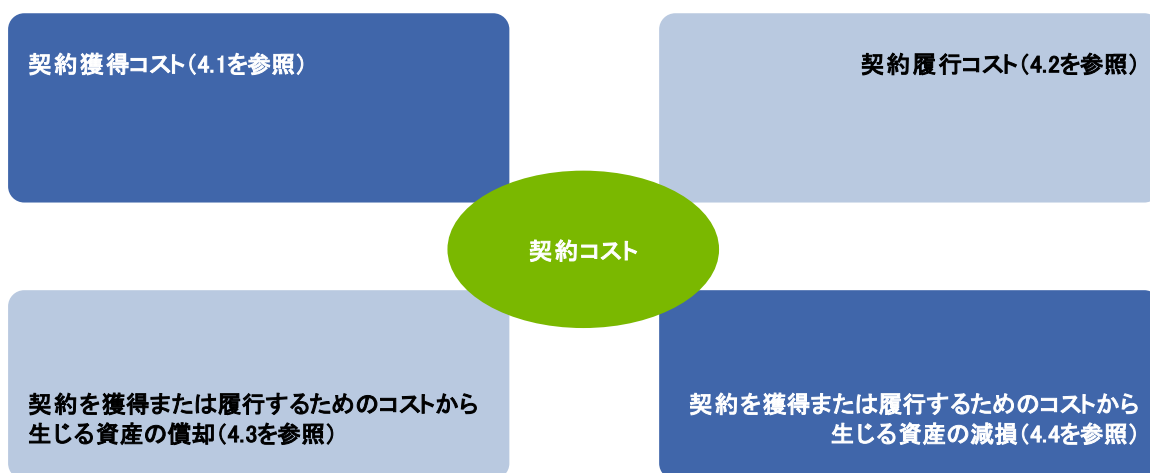 契約獲得コスト(4.1を参照)
契約履行コスト(4.2を参照)
契約コスト
契約を獲得または履行するためのコストから
生じる資産の償却(4.3を参照)
契約を獲得または履行するためのコストから
生じる資産の減損(4.4を参照)